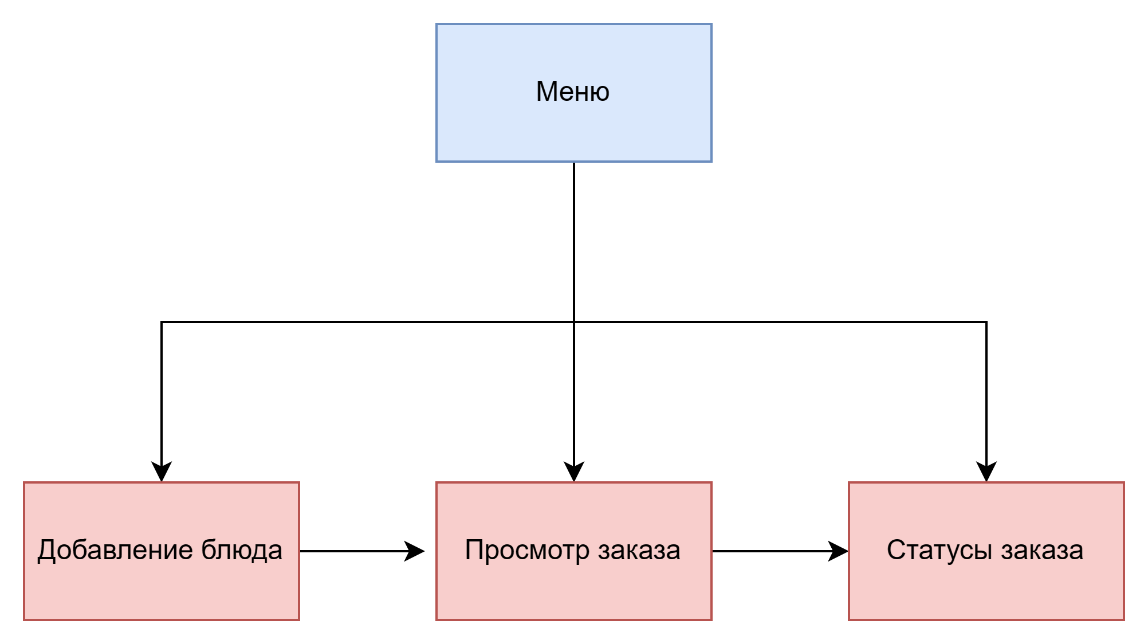 Меню
Добавление блюда
Просмотр заказа
Статусы заказа